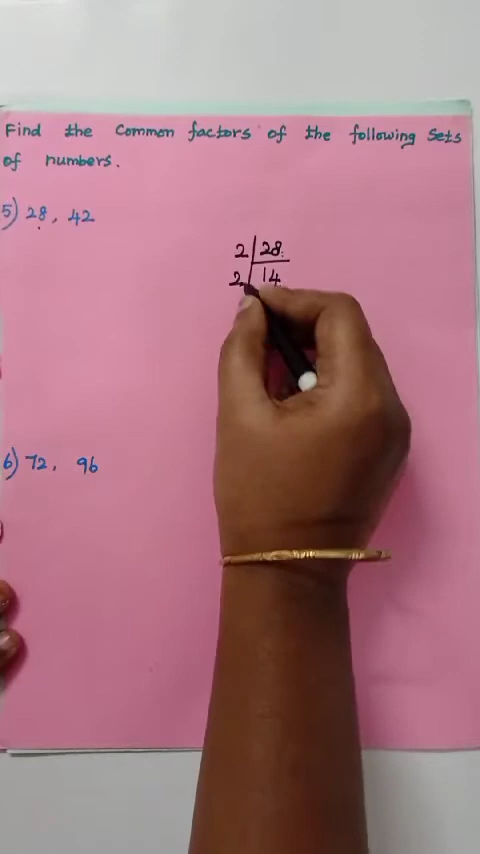 Find the Common factors of the following Sets
of numbers.
5) 28, 42
2 28
2 14
6) 72, 96